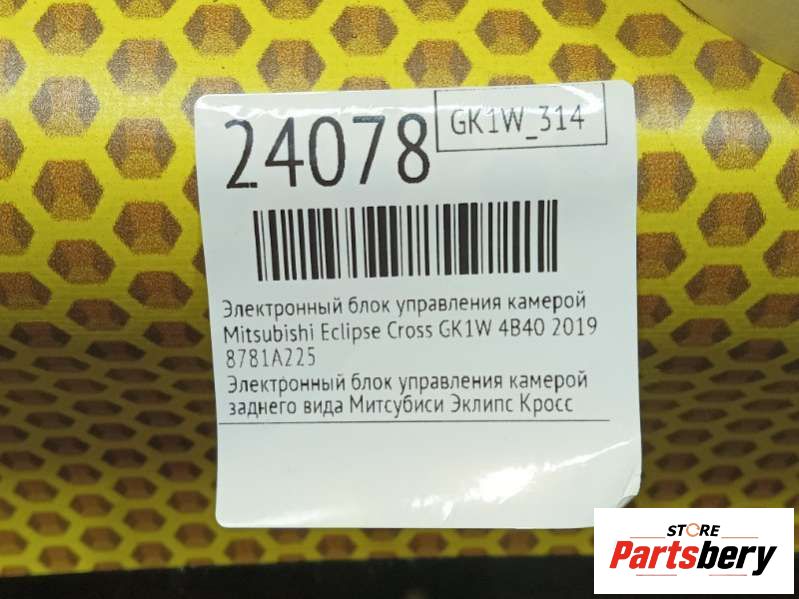 24078
GK1W_314
Электронный блок управления камерой
Mitsubishi Eclipse Cross GK1W 4B40 2019
8781A225
Электронный блок управления камерой
заднего вида Митсубиси Эклипс Кросс
STORE
Partsbery